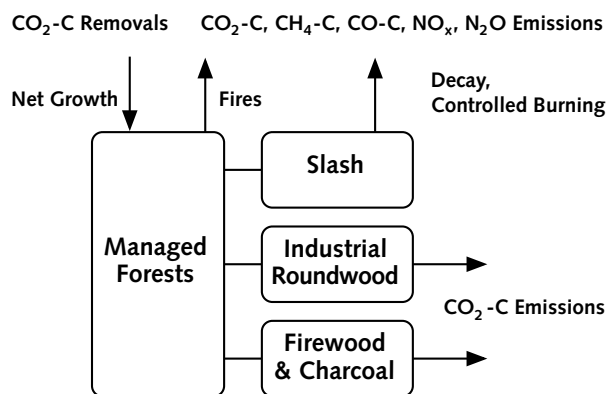 CO₂-C Removals
CO₂-C, CH₄-C, CO-C, NOₓ, N₂O Emissions
Net Growth
Fires
Decay,
Controlled Burning
Slash
Managed
Forests
Industrial
Roundwood
CO₂-C Emissions
Firewood
& Charcoal